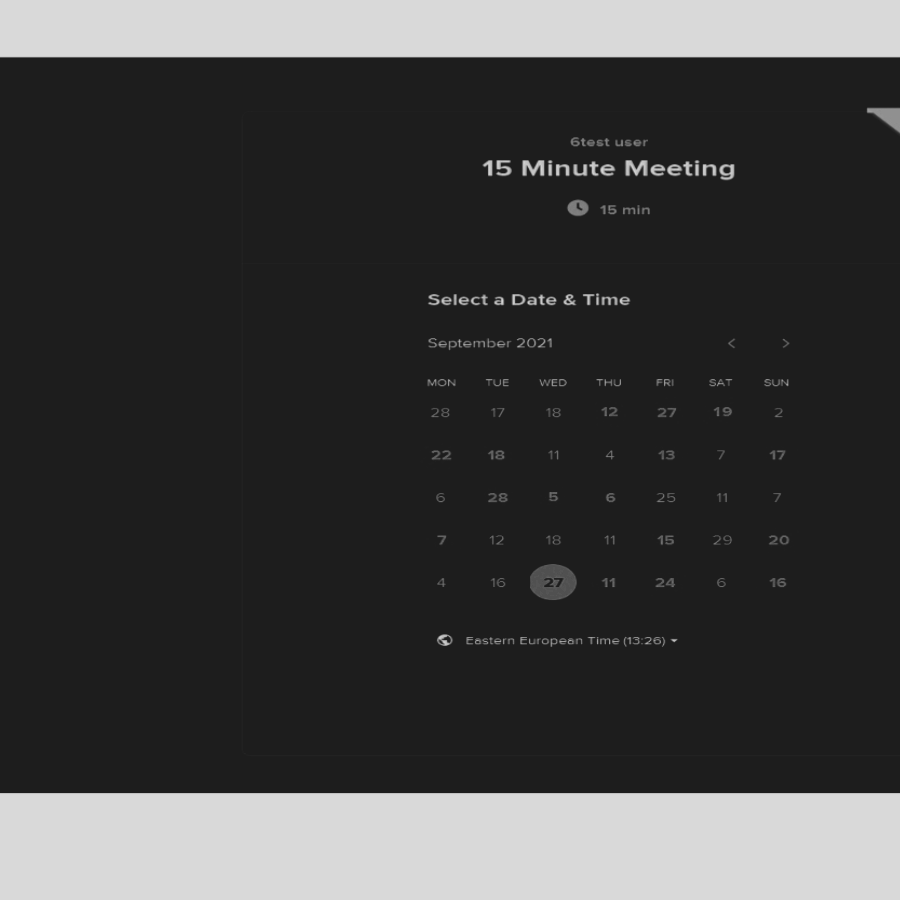 6test user
15 Minute Meeting
15 min
Select a Date & Time
September 2021 < >
MON TUE WED THU FRI SAT SUN
28 17 18 12 27 19 2
22 18 11 4 13 7 17
6 28 5 6 25 11 7
7 12 18 11 15 29 20
4 16 27 11 24 6 16
Eastern European Time (13:26)